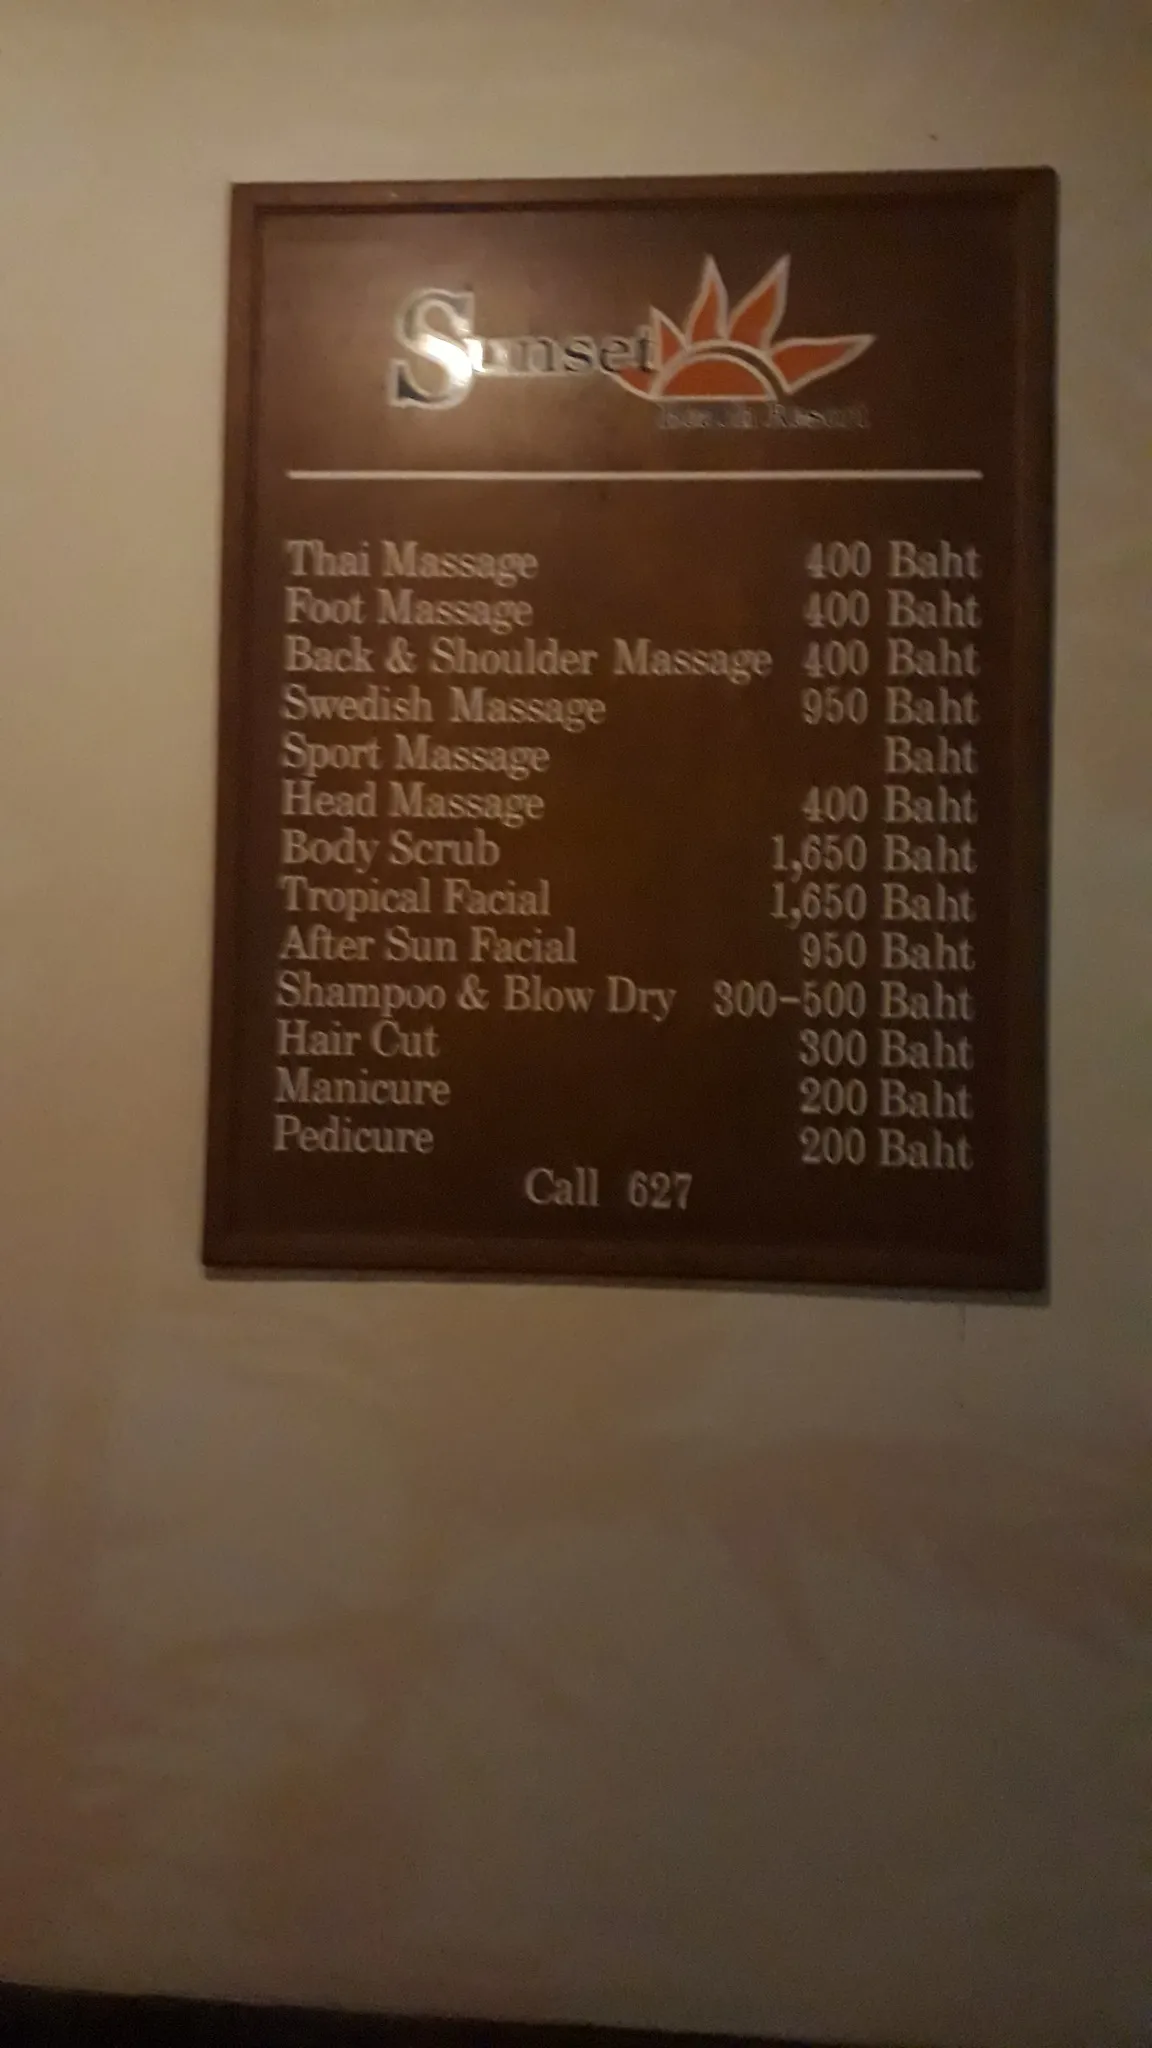 Sunset
Beach Resort
Thai Massage 400 Baht
Foot Massage 400 Baht
Back & Shoulder Massage 400 Baht
Swedish Massage 950 Baht
Sport Massage Baht
Head Massage 400 Baht
Body Scrub 1,650 Baht
Tropical Facial 1,650 Baht
After Sun Facial 950 Baht
Shampoo & Blow Dry 300-500 Baht
Hair Cut 300 Baht
Manicure 200 Baht
Pedicure 200 Baht
Call 627